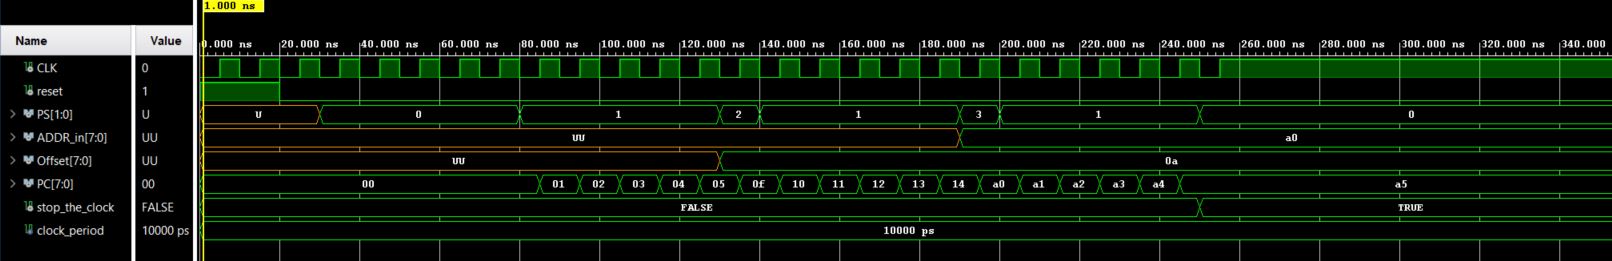 1.000 ns
Name Value 0.000 ns 20.000 ns 40.000 ns 60.000 ns 80.000 ns 100.000 ns 120.000 ns 140.000 ns 160.000 ns 180.000 ns 200.000 ns 220.000 ns 240.000 ns 260.000 ns 280.000 ns 300.000 ns 320.000 ns 340.000
CLK 0
reset 1
PS[1:0] U U 0 1 2 1 3 1 0
ADDR_in[7:0] UU UU a0
Offset[7:0] UU UU 0a
PC[7:0] 00 00 01 02 03 04 05 0f 10 11 12 13 14 a0 a1 a2 a3 a4 a5
stop_the_clock FALSE FALSE TRUE
clock_period 10000 ps 10000 ps